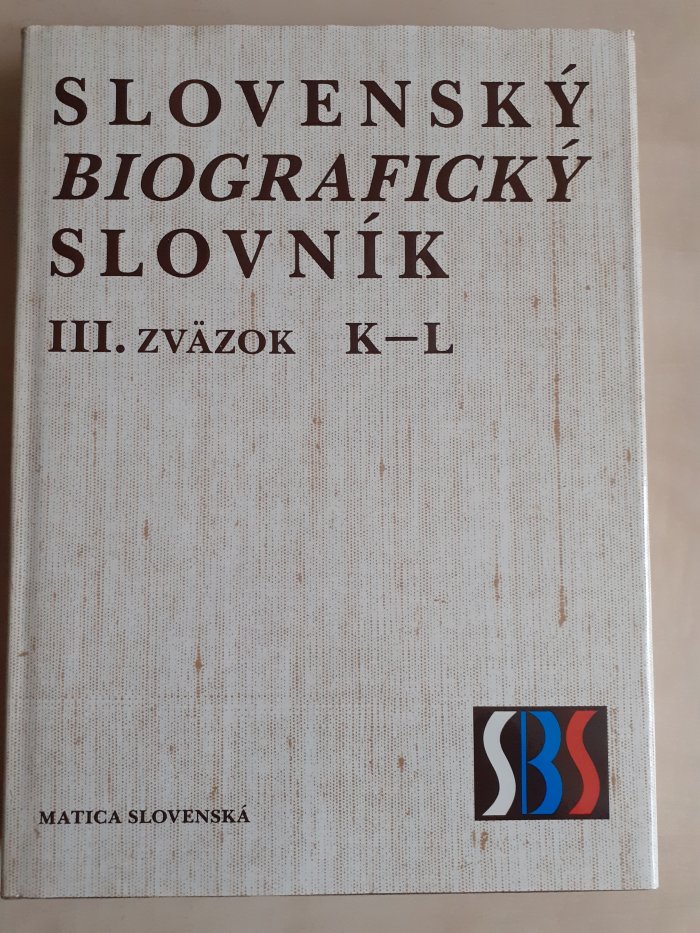 SLOVENSKÝ
BIOGRAFICKÝ
SLOVNÍK
III. ZVÄZOK K–L
SBS
MATICA SLOVENSKÁ